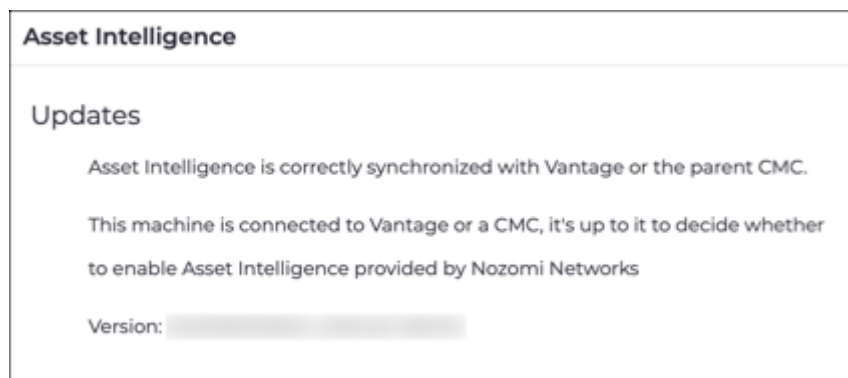 Asset Intelligence
Updates
Asset Intelligence is correctly synchronized with Vantage or the parent CMC.
This machine is connected to Vantage or a CMC, it's up to it to decide whether
to enable Asset Intelligence provided by Nozomi Networks
Version: